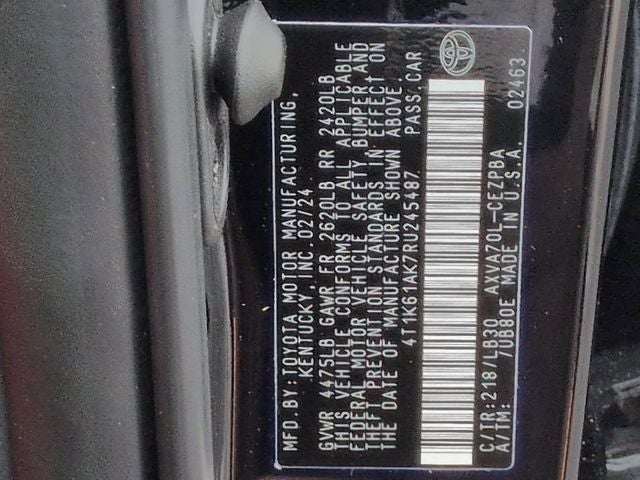 MFD.BY:TOYOTA MOTOR MANUFACTURING,
KENTUCKY,INC.02/24
GVWR 4475LB GAWR FR 2620LB RR 2420LB
THIS VEHICLE CONFORMS TO ALL APPLICABLE
FEDERAL MOTOR VEHICLE SAFETY,BUMPER,AND
THEFT PREVENTION STANDARDS IN EFFECT ON
THE DATE OF MANUFACTURE SHOWN ABOVE.
4T1K61AK7RU245487 PASS.CAR
C/TR:218/LB30 AXVA70L-CEZPBA
A/TM: /UB80E MADE IN U.S.A. 02463